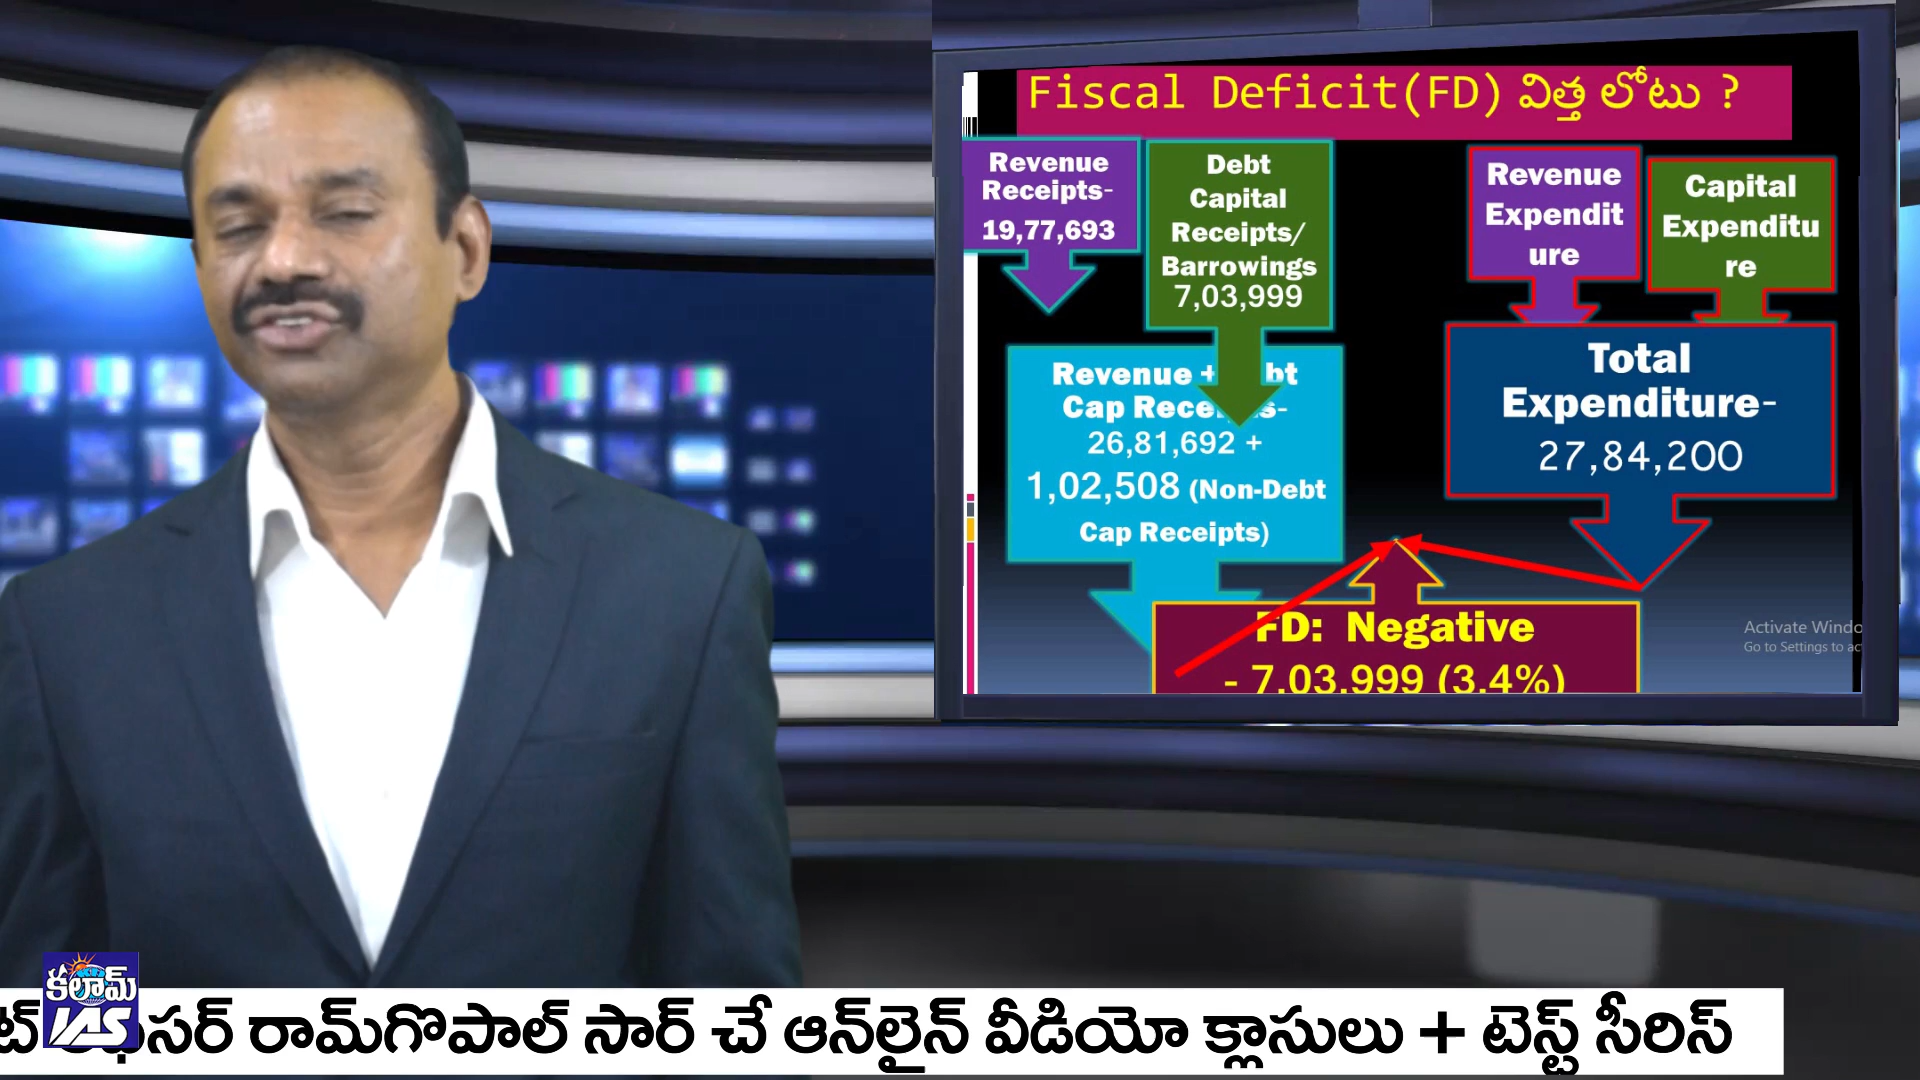 Fiscal Deficit(FD) విత్త లోటు ?
Revenue
Receipts-
19,77,693
Debt
Capital
Receipts/
Barrowings
7,03,999
Revenue
Expendit
ure
Capital
Expenditu
re
Revenue +
Cap
26,81,692 +
1,02,508 (Non-Debt
Cap Receipts)
Total
Expenditure-
27,84,200
FD: Negative
- 7,03,999 (3.4%)
Activate Windo
Go to Settings to ac
కలామ్
IAS
రామ్‌గొపాల్ సార్ చే ఆన్‌లైన్ వీడియో క్లాసులు + టెస్ట్ సీరిస్